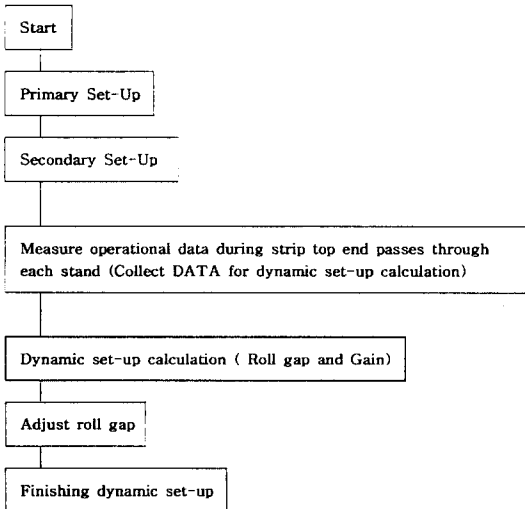 Start
Primary Set-Up
Secondary Set-Up
Measure operational data during strip top end passes through
each stand (Collect DATA for dynamic set-up calculation)
Dynamic set-up calculation ( Roll gap and Gain)
Adjust roll gap
Finishing dynamic set-up